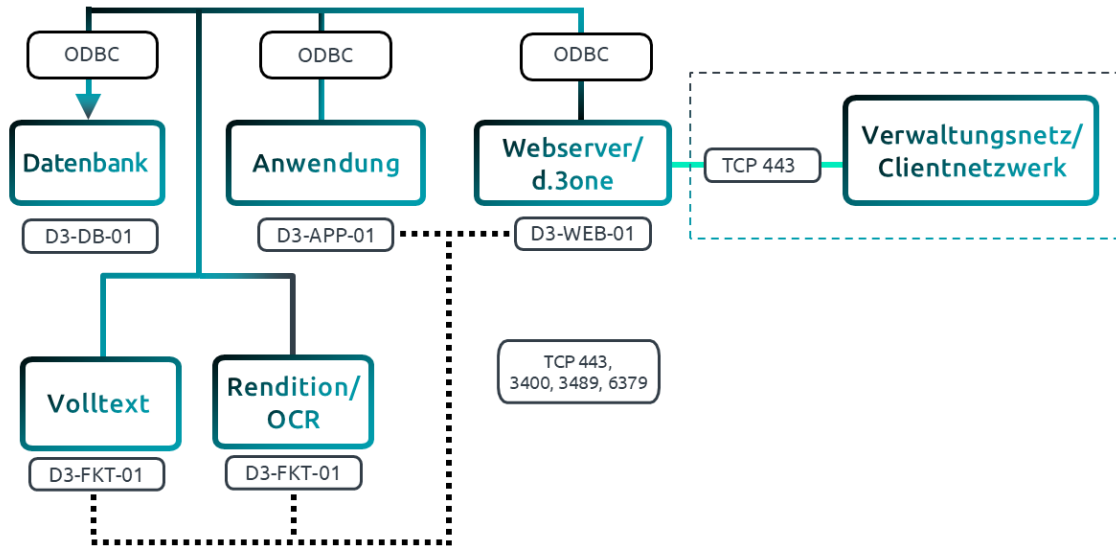 ODBC
ODBC
ODBC
Datenbank
Anwendung
Webserver/
d.3one
TCP 443
Verwaltungsnetz/
Clientnetzwerk
D3-DB-01
D3-APP-01
D3-WEB-01
TCP 443,
3400, 3489, 6379
Volltext
Rendition/
OCR
D3-FKT-01
D3-FKT-01